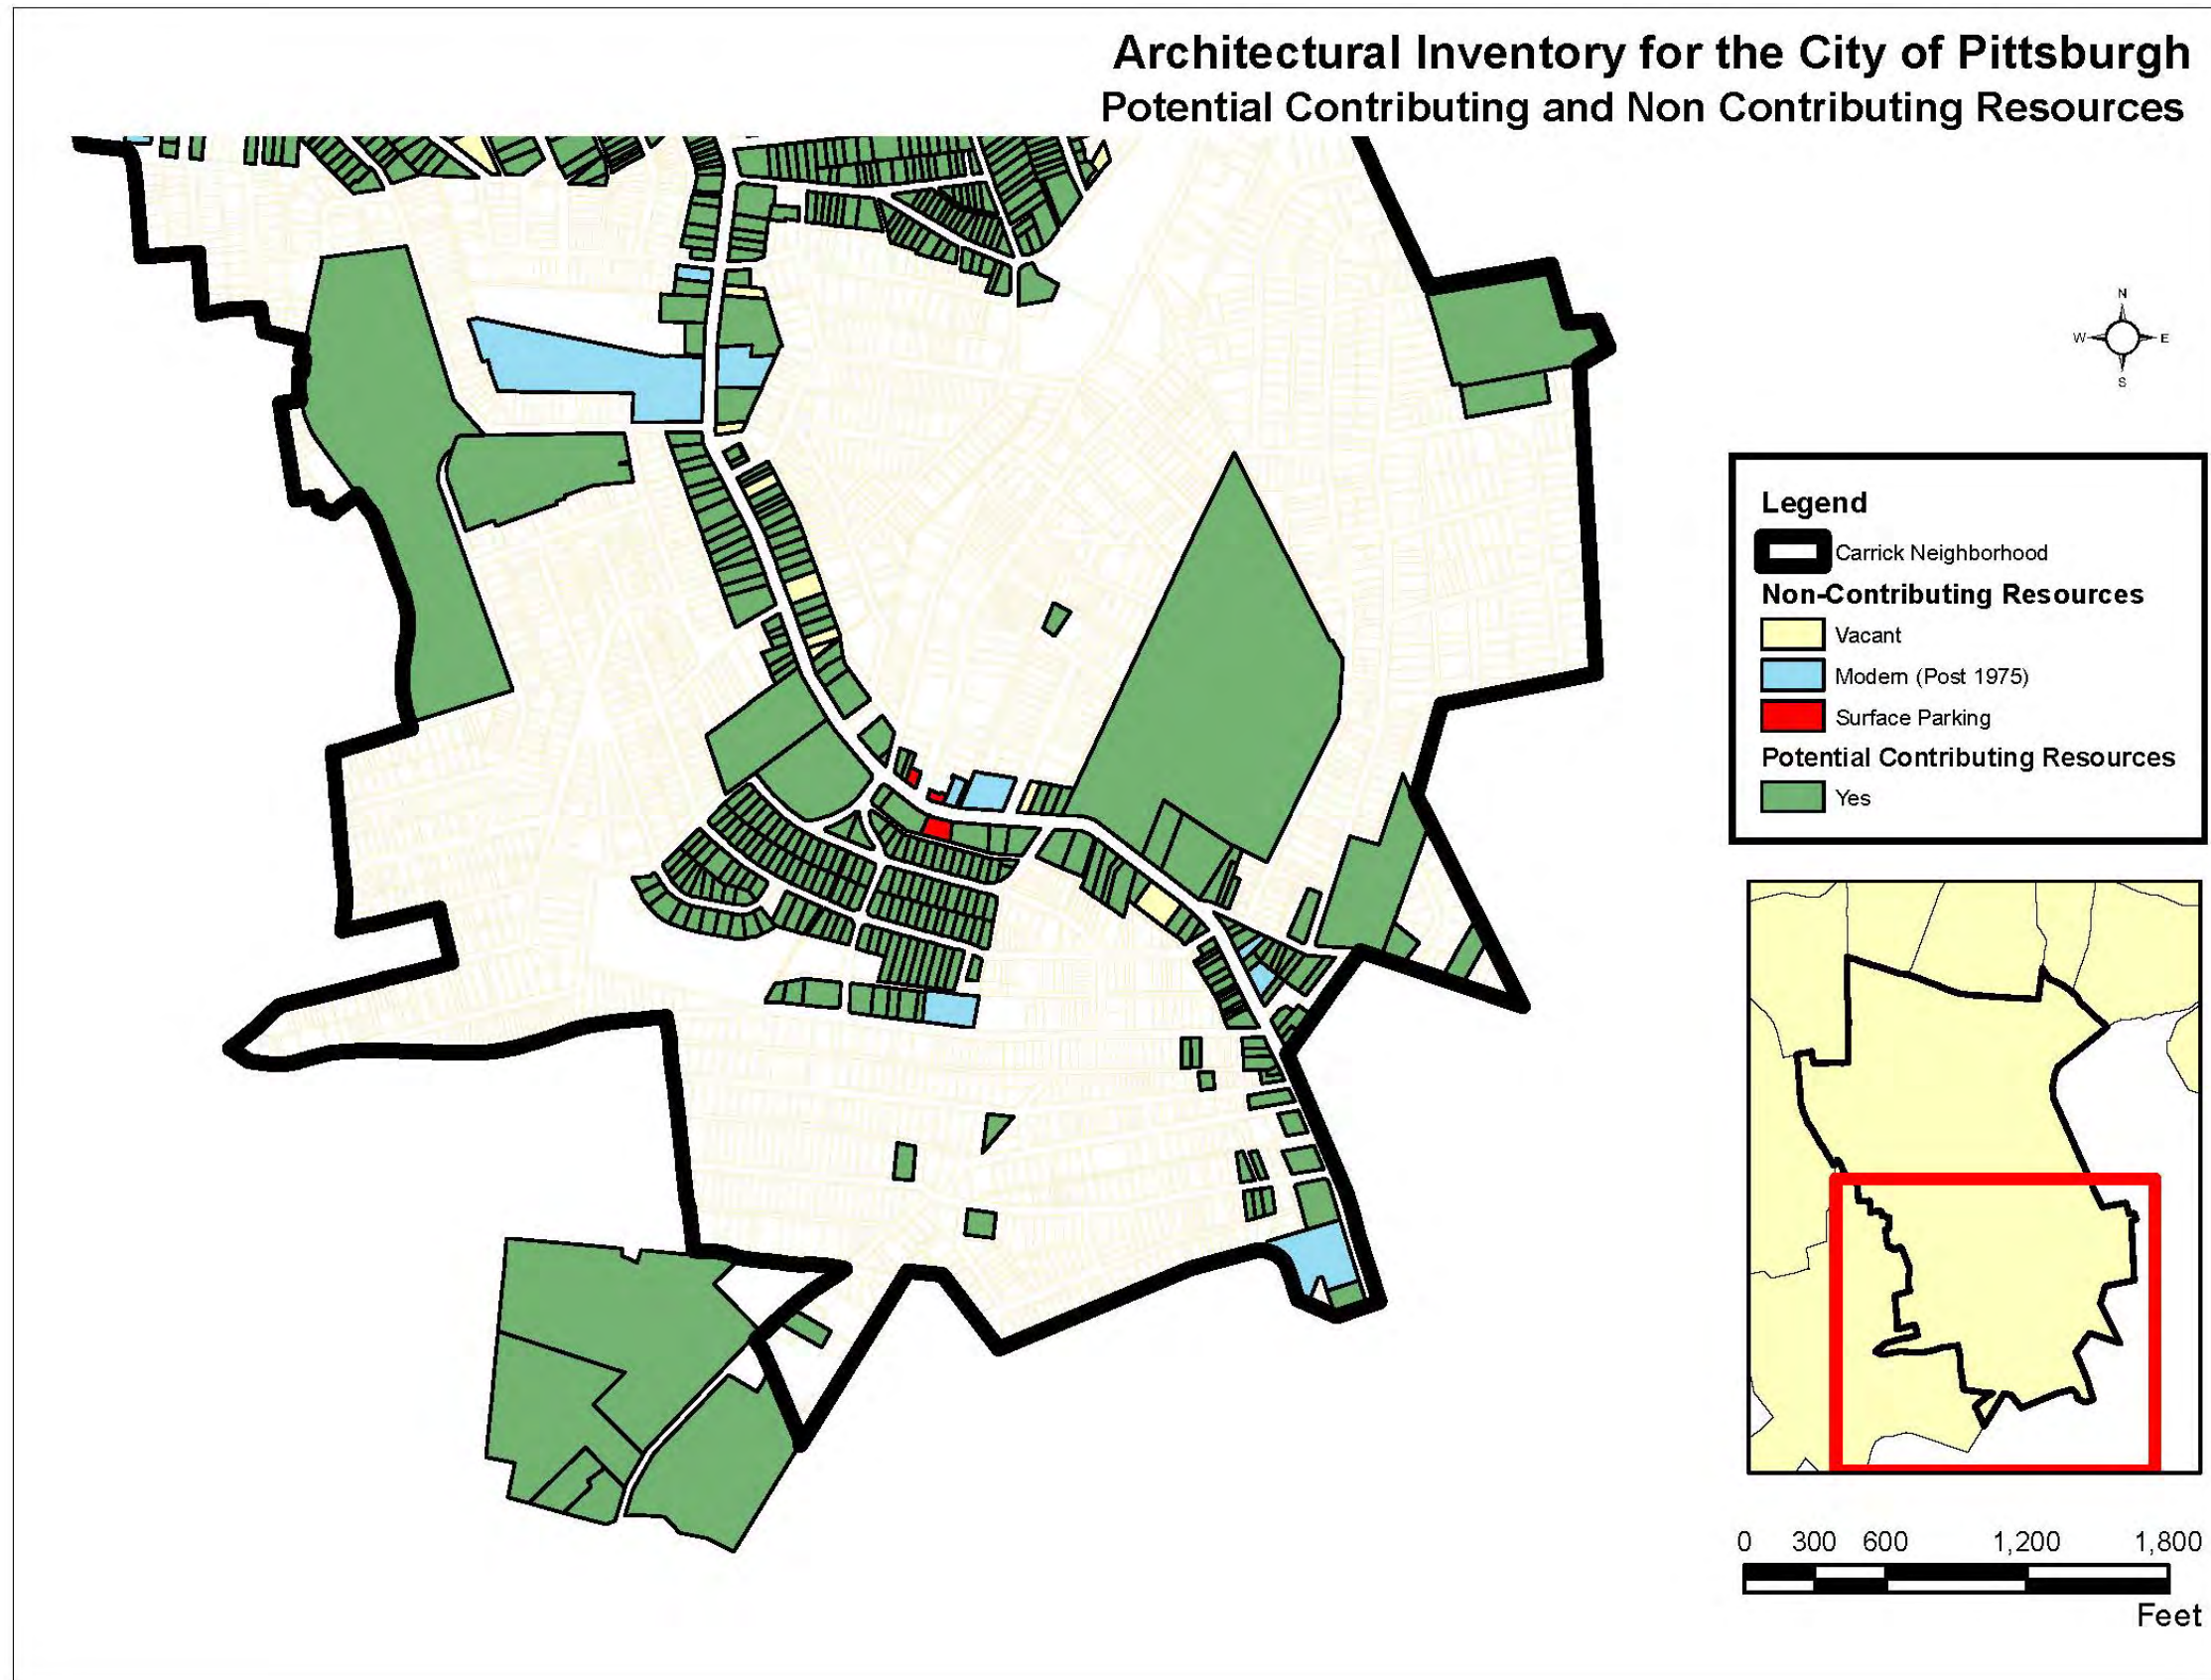 Architectural Inventory for the City of Pittsburgh
Potential Contributing and Non Contributing Resources
N
W E
S
Legend
Carrick Neighborhood
Non-Contributing Resources
Vacant
Modern (Post 1975)
Surface Parking
Potential Contributing Resources
Yes
0 300 600 1,200 1,800
Feet